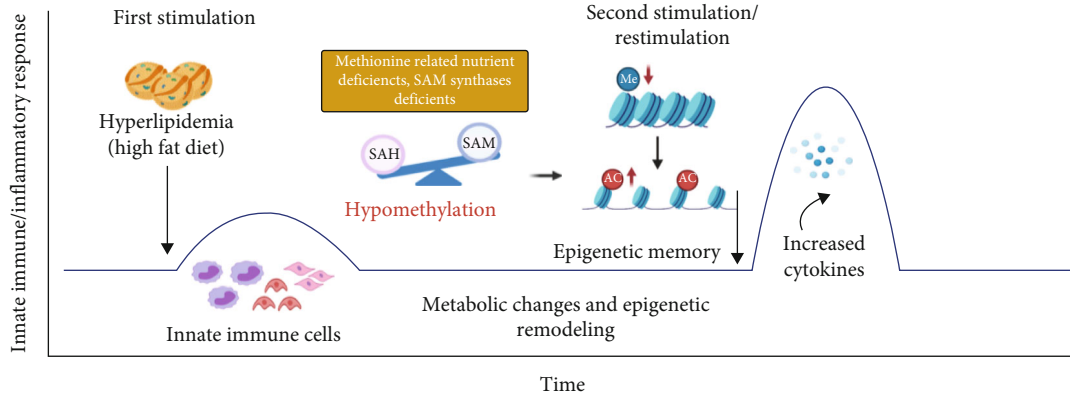 Innate immune/inflammatory response
First stimulation
Hyperlipidemia
(high fat diet)
Innate immune cells
Methionine related nutrient
deficiencts, SAM synthases
deficients
SAH
SAM
Hypomethylation
Metabolic changes and epigenetic
remodeling
Second stimulation/
restimulation
Me
AC
AC
Epigenetic memory
Increased
cytokines
Time